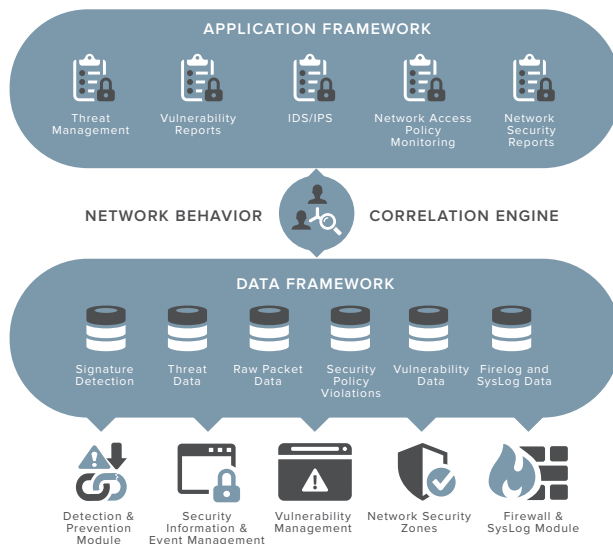 APPLICATION FRAMEWORK
Threat
Management
Vulnerability
Reports
IDS/IPS
Network Access
Policy
Monitoring
Network
Security
Reports
NETWORK BEHAVIOR
CORRELATION ENGINE
DATA FRAMEWORK
Signature
Detection
Threat
Data
Raw Packet
Data
Security
Policy
Violations
Vulnerability
Data
Firelog and
SysLog Data
Detection &
Prevention
Module
Security
Information &
Event Management
Vulnerability
Management
Network Security
Zones
Firewall &
SysLog Module